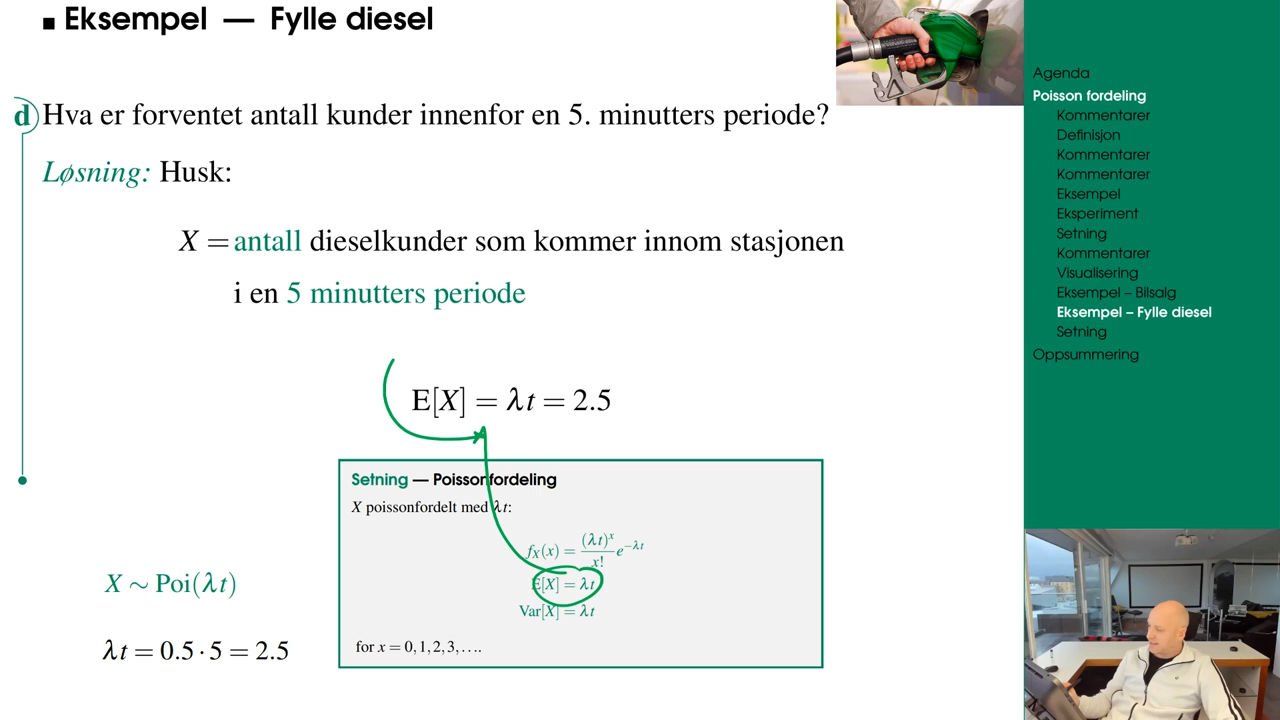 Eksempel — Fylle diesel
d Hva er forventet antall kunder innenfor en 5. minutters periode?
Løsning: Husk:
X = antall dieselkunder som kommer innom stasjonen
i en 5 minutters periode
E[X] = λt = 2.5
Setning — Poissonfordeling
X poissonfordelt med λt:
f_X(x) = (λt)^x / x! e^{−λt}
E[X] = λt
Var[X] = λt
for x = 0,1,2,3,….
X ∼ Poi(λt)
λt = 0.5 · 5 = 2.5
Agenda
Poisson fordeling
Kommentarer
Definisjon
Kommentarer
Kommentarer
Eksempel
Eksperiment
Setning
Kommentarer
Visualisering
Eksempel – Bilsalg
Eksempel – Fylle diesel
Setning
Oppsummering